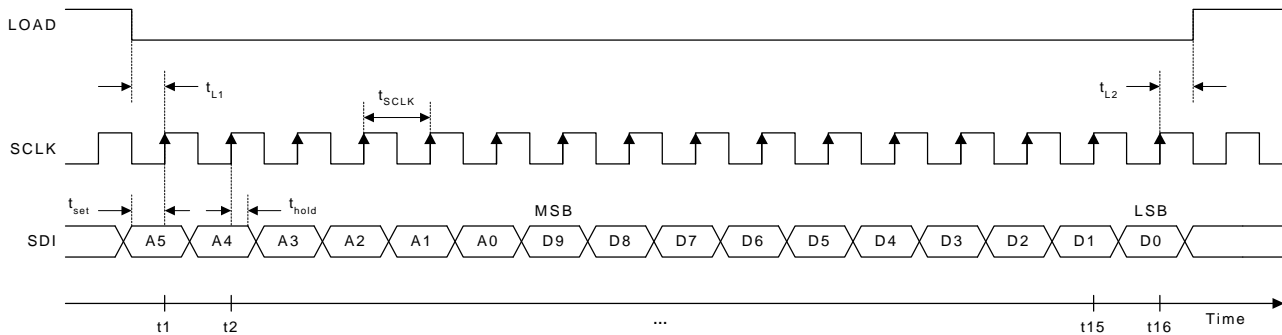 LOAD
tL1
tSCLK
tL2
SCLK
tset
thold
MSB
LSB
SDI A5 A4 A3 A2 A1 A0 D9 D8 D7 D6 D5 D4 D3 D2 D1 D0
t1 t2 ... t15 t16 Time